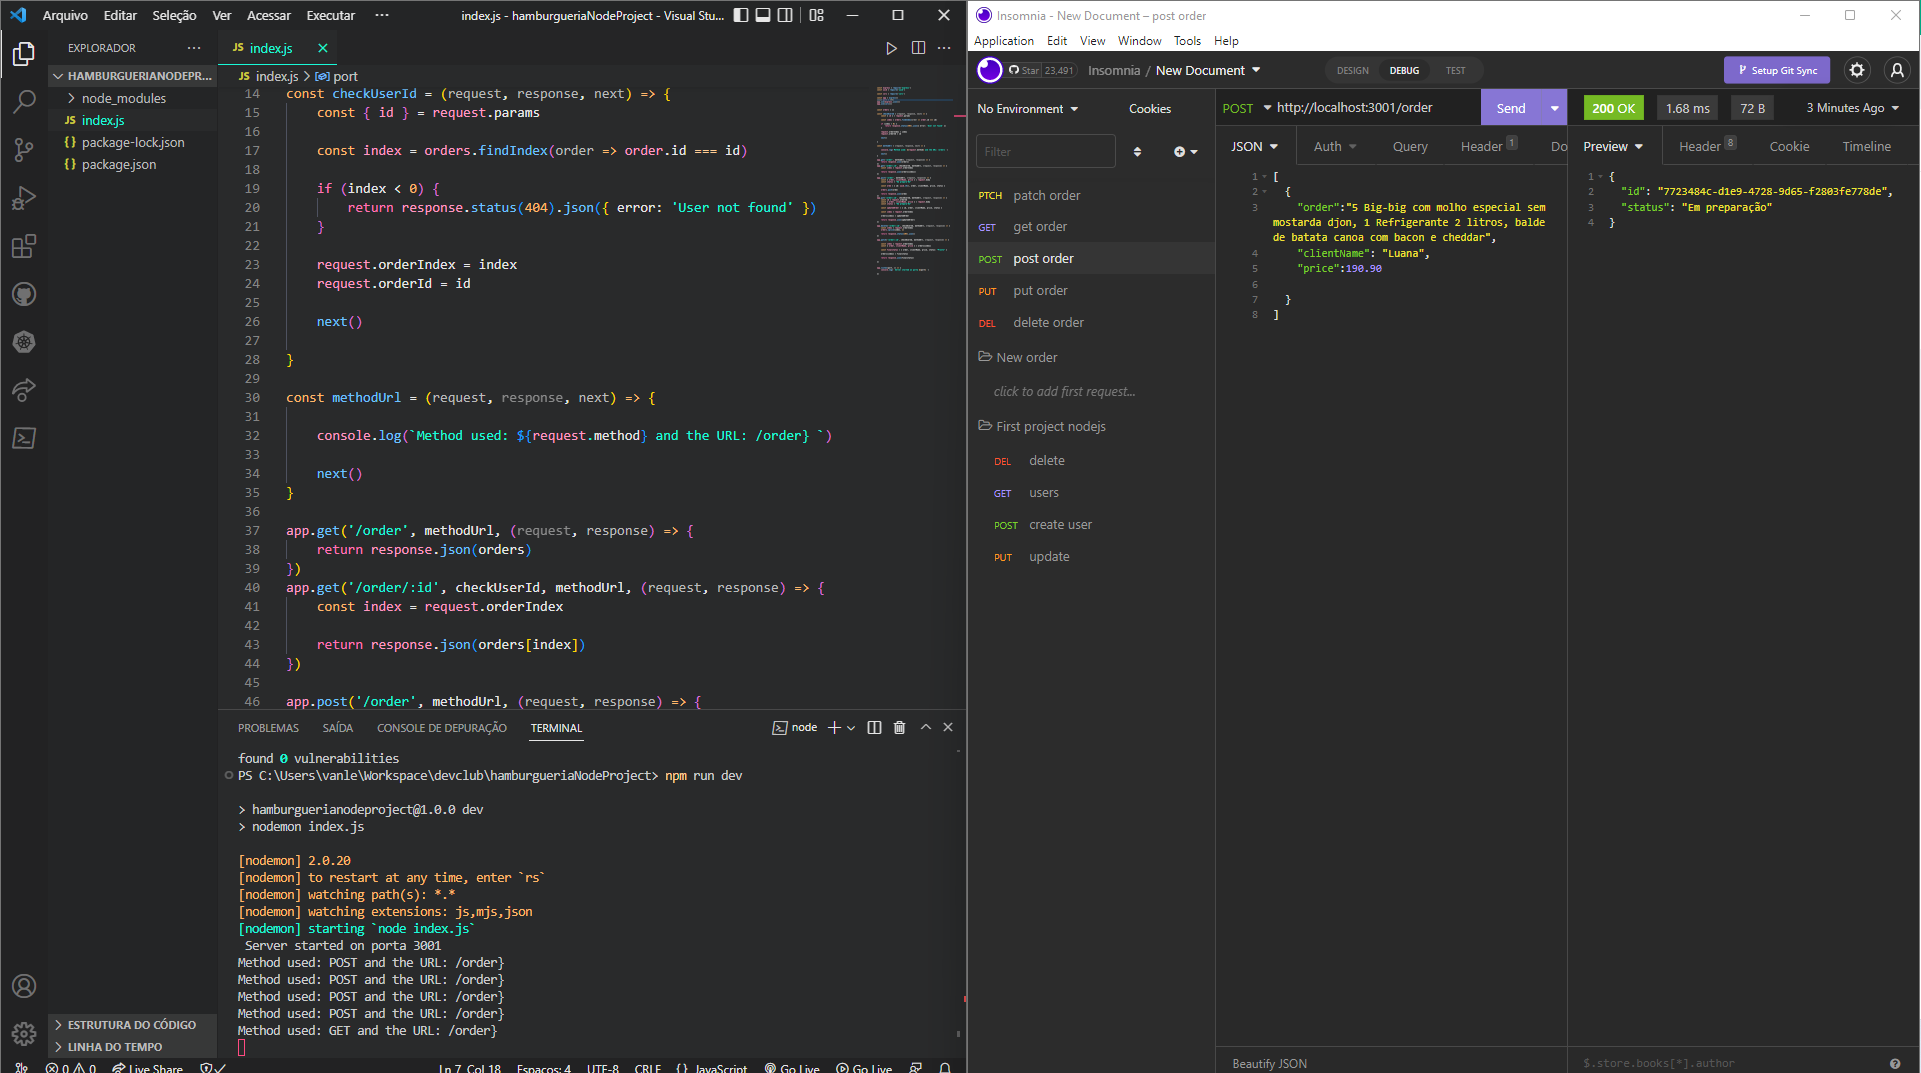 Arquivo Editar Seleção Ver Acessar Executar ··· index.js - hamburgueriaNodeProject - Visual Stu...
EXPLORADOR ···
HAMBURGUERIANODEPR...
node_modules
JS index.js
{} package-lock.json
{} package.json
ESTRUTURA DO CÓDIGO
LINHA DO TEMPO
JS index.js ×
JS index.js > port
14 const checkUserId = (request, response, next) => {
15 const { id } = request.params
16
17 const index = orders.findIndex(order => order.id === id)
18
19 if (index < 0) {
20 return response.status(404).json({ error: 'User not found' })
21 }
22
23 request.orderIndex = index
24 request.orderId = id
25
26 next()
27
28 }
29
30 const methodUrl = (request, response, next) => {
31
32 console.log(`Method used: ${request.method} and the URL: /order} `)
33
34 next()
35 }
36
37 app.get('/order', methodUrl, (request, response) => {
38 return response.json(orders)
39 })
40 app.get('/order/:id', checkUserId, methodUrl, (request, response) => {
41 const index = request.orderIndex
42
43 return response.json(orders[index])
44 })
45
46 app.post('/order', methodUrl, (request, response) => {
PROBLEMAS SAÍDA CONSOLE DE DEPURAÇÃO TERMINAL node
found 0 vulnerabilities
PS C:\Users\vanle\Workspace\devclub\hamburgueriaNodeProject> npm run dev
> hamburguerianodeproject@1.0.0 dev
> nodemon index.js
[nodemon] 2.0.20
[nodemon] to restart at any time, enter `rs`
[nodemon] watching path(s): *.*
[nodemon] watching extensions: js,mjs,json
[nodemon] starting `node index.js`
Server started on porta 3001
Method used: POST and the URL: /order}
Method used: POST and the URL: /order}
Method used: POST and the URL: /order}
Method used: POST and the URL: /order}
Method used: GET and the URL: /order}
0 0 Live Share Ln 7, Col 18 Espaços: 4 UTF-8 CRLF {} JavaScript Go Live Go Live
Insomnia - New Document – post order
Application Edit View Window Tools Help
Star 23,491 Insomnia / New Document DESIGN DEBUG TEST Setup Git Sync
No Environment Cookies
Filter
PTCH patch order
GET get order
POST post order
PUT put order
DEL delete order
New order
click to add first request...
First project nodejs
DEL delete
GET users
POST create user
PUT update
POST http://localhost:3001/order Send
JSON Auth Query Header 1 Do
1 [
2 {
3 "order":"5 Big-big com molho especial sem
mostarda djon, 1 Refrigerante 2 litros, balde
de batata canoa com bacon e cheddar",
4 "clientName": "Luana",
5 "price":190.90
6
7 }
8 ]
Beautify JSON
200 OK 1.68 ms 72 B 3 Minutes Ago
Preview Header 8 Cookie Timeline
1 {
2 "id": "7723484c-d1e9-4728-9d65-f2803fe778de",
3 "status": "Em preparação"
4 }
$.store.books[*].author